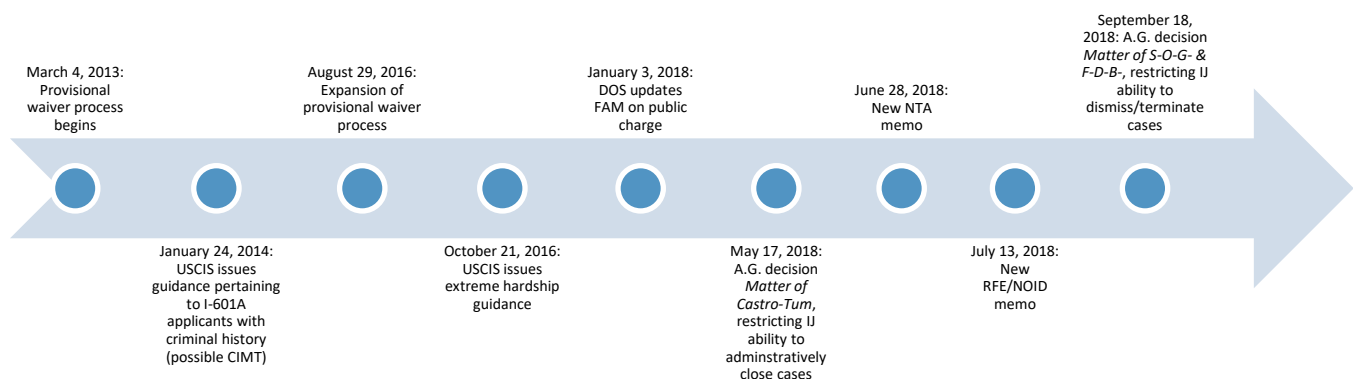 March 4, 2013:
Provisional
waiver process
begins
January 24, 2014:
USCIS issues
guidance pertaining
to I-601A
applicants with
criminal history
(possible CIMT)
August 29, 2016:
Expansion of
provisional waiver
process
October 21, 2016:
USCIS issues
extreme hardship
guidance
January 3, 2018:
DOS updates
FAM on public
charge
May 17, 2018:
A.G. decision
Matter of
Castro-Tum,
restricting IJ
ability to
adminstratively
close cases
June 28, 2018:
New NTA
memo
July 13, 2018:
New
RFE/NOID
memo
September 18,
2018: A.G. decision
Matter of S-O-G- &
F-D-B-, restricting IJ
ability to
dismiss/terminate
cases